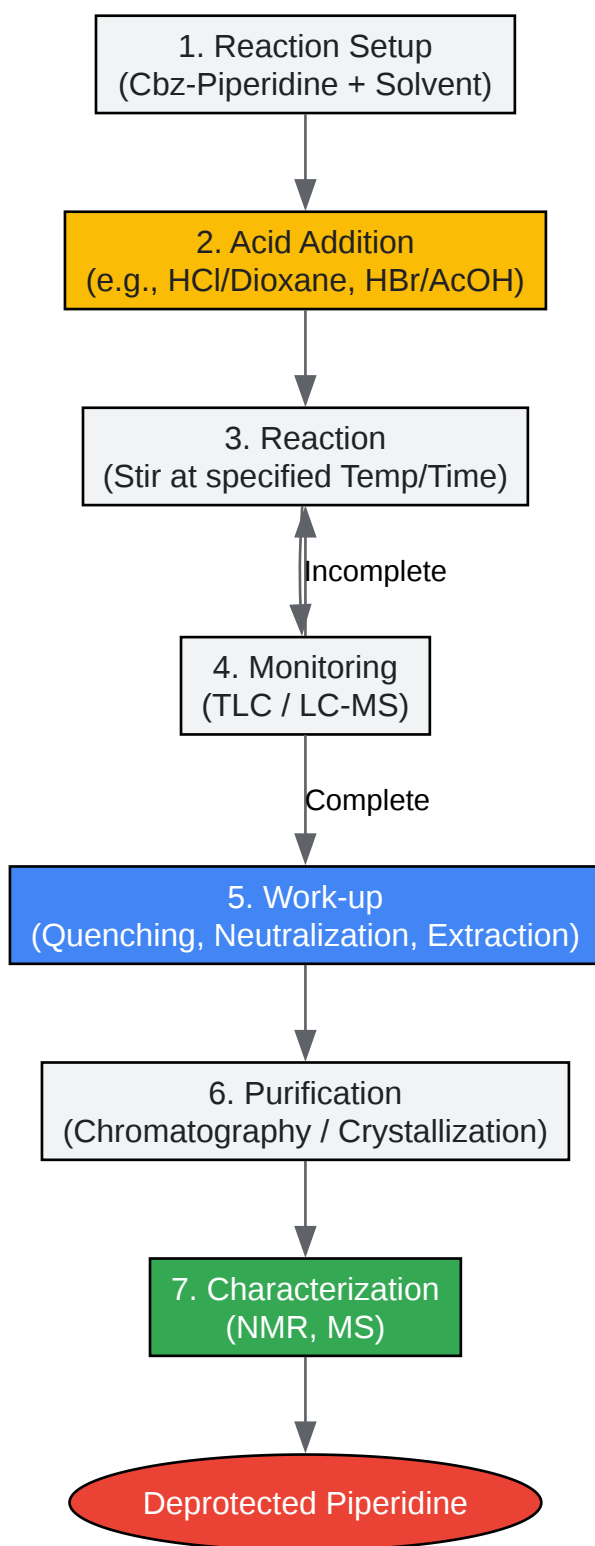 1. Reaction Setup
(Cbz-Piperidine + Solvent)
2. Acid Addition
(e.g., HCl/Dioxane, HBr/AcOH)
3. Reaction
(Stir at specified Temp/Time)
Incomplete
4. Monitoring
(TLC / LC-MS)
Complete
5. Work-up
(Quenching, Neutralization, Extraction)
6. Purification
(Chromatography / Crystallization)
7. Characterization
(NMR, MS)
Deprotected Piperidine